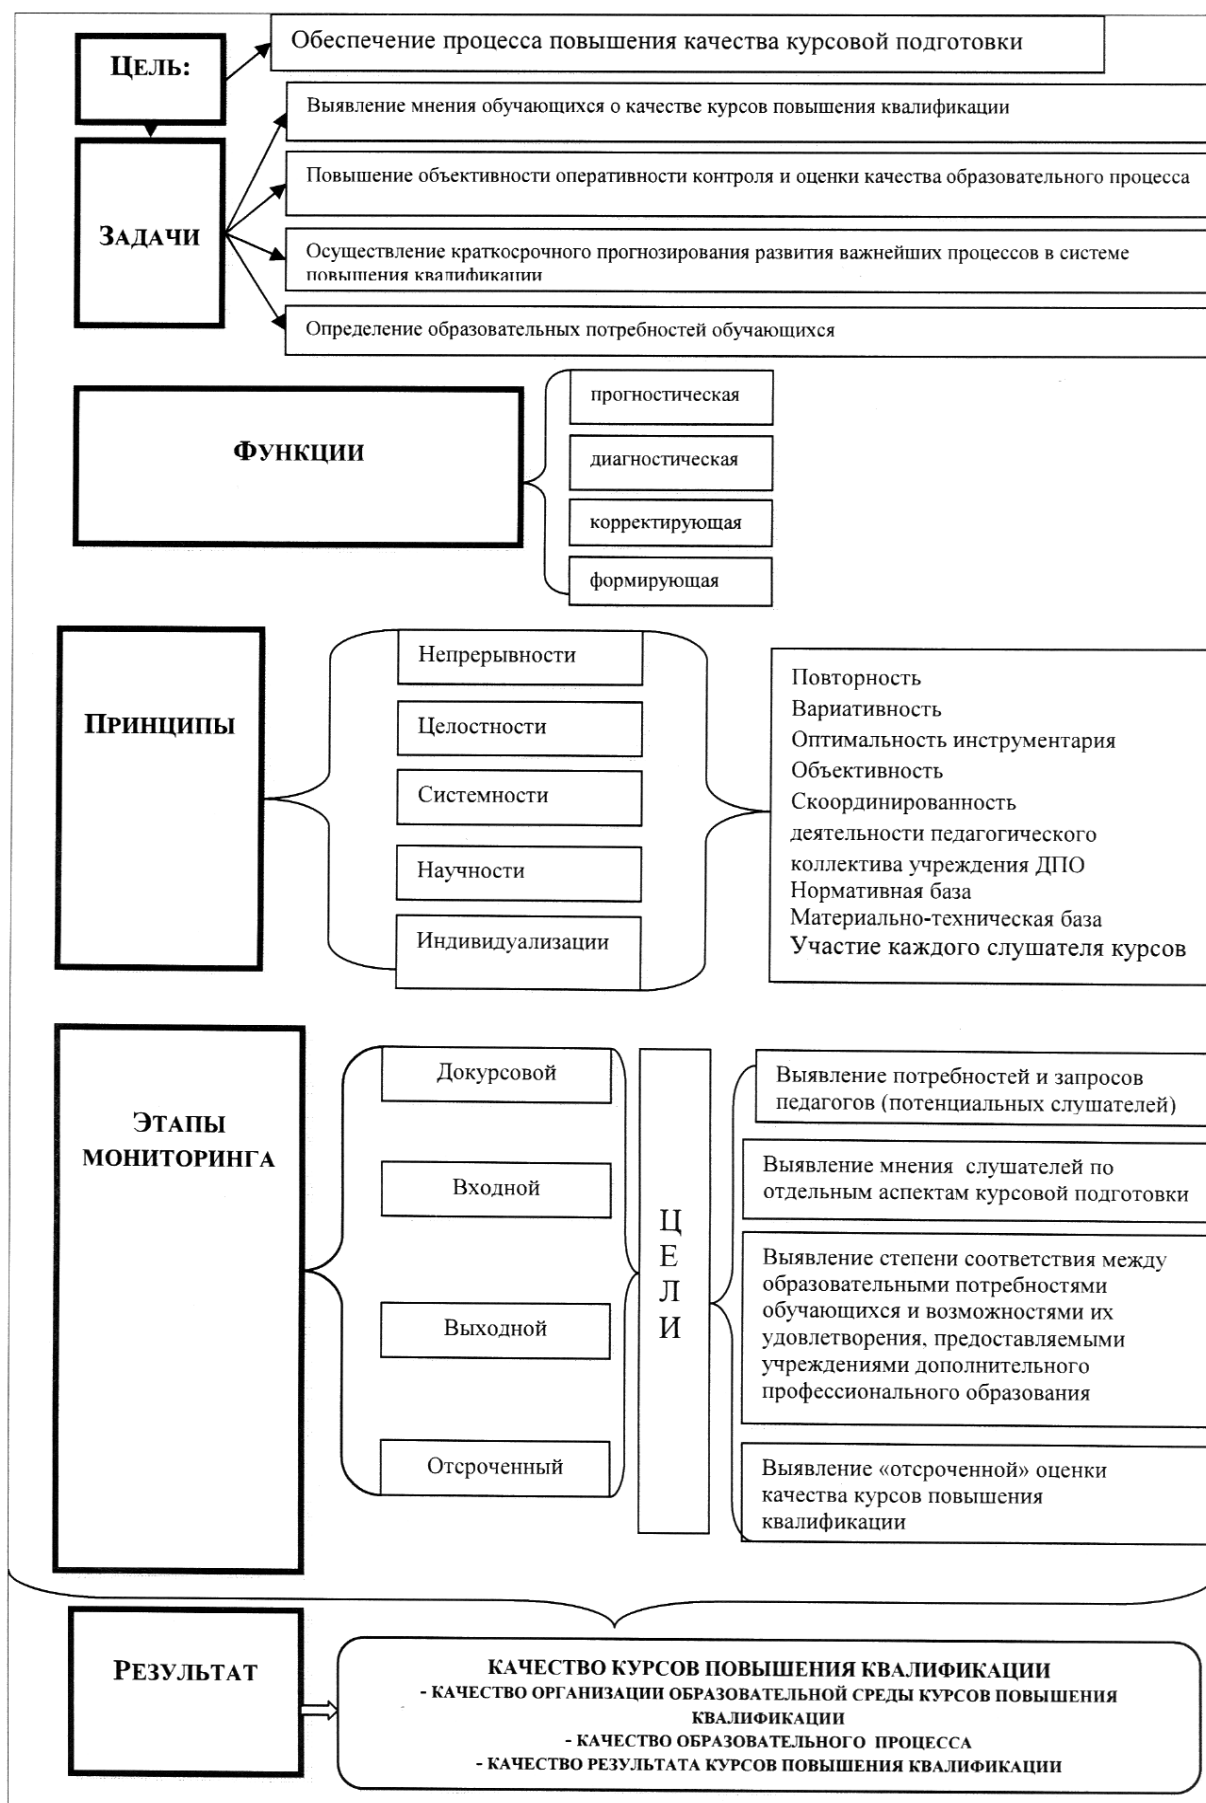 ЦЕЛЬ:
Обеспечение процесса повышения качества курсовой подготовки
ЗАДАЧИ
Выявление мнения обучающихся о качестве курсов повышения квалификации
Повышение объективности оперативности контроля и оценки качества образовательного процесса
Осуществление краткосрочного прогнозирования развития важнейших процессов в системе
повышения квалификации
Определение образовательных потребностей обучающихся
ФУНКЦИИ
прогностическая
диагностическая
корректирующая
формирующая
ПРИНЦИПЫ
Непрерывности
Целостности
Системности
Научности
Индивидуализации
Повторность
Вариативность
Оптимальность инструментария
Объективность
Скоординированность
деятельности педагогического
коллектива учреждения ДПО
Нормативная база
Материально-техническая база
Участие каждого слушателя курсов
ЭТАПЫ
МОНИТОРИНГА
Докурсовой
Входной
Выходной
Отсроченный
ЦЕЛИ
Выявление потребностей и запросов
педагогов (потенциальных слушателей)
Выявление мнения слушателей по
отдельным аспектам курсовой подготовки
Выявление степени соответствия между
образовательными потребностями
обучающихся и возможностями их
удовлетворения, предоставляемыми
учреждениями дополнительного
профессионального образования
Выявление «отсроченной» оценки
качества курсов повышения
квалификации
РЕЗУЛЬТАТ
КАЧЕСТВО КУРСОВ ПОВЫШЕНИЯ КВАЛИФИКАЦИИ
- КАЧЕСТВО ОРГАНИЗАЦИИ ОБРАЗОВАТЕЛЬНОЙ СРЕДЫ КУРСОВ ПОВЫШЕНИЯ
КВАЛИФИКАЦИИ
- КАЧЕСТВО ОБРАЗОВАТЕЛЬНОГО ПРОЦЕССА
- КАЧЕСТВО РЕЗУЛЬТАТА КУРСОВ ПОВЫШЕНИЯ КВАЛИФИКАЦИИ